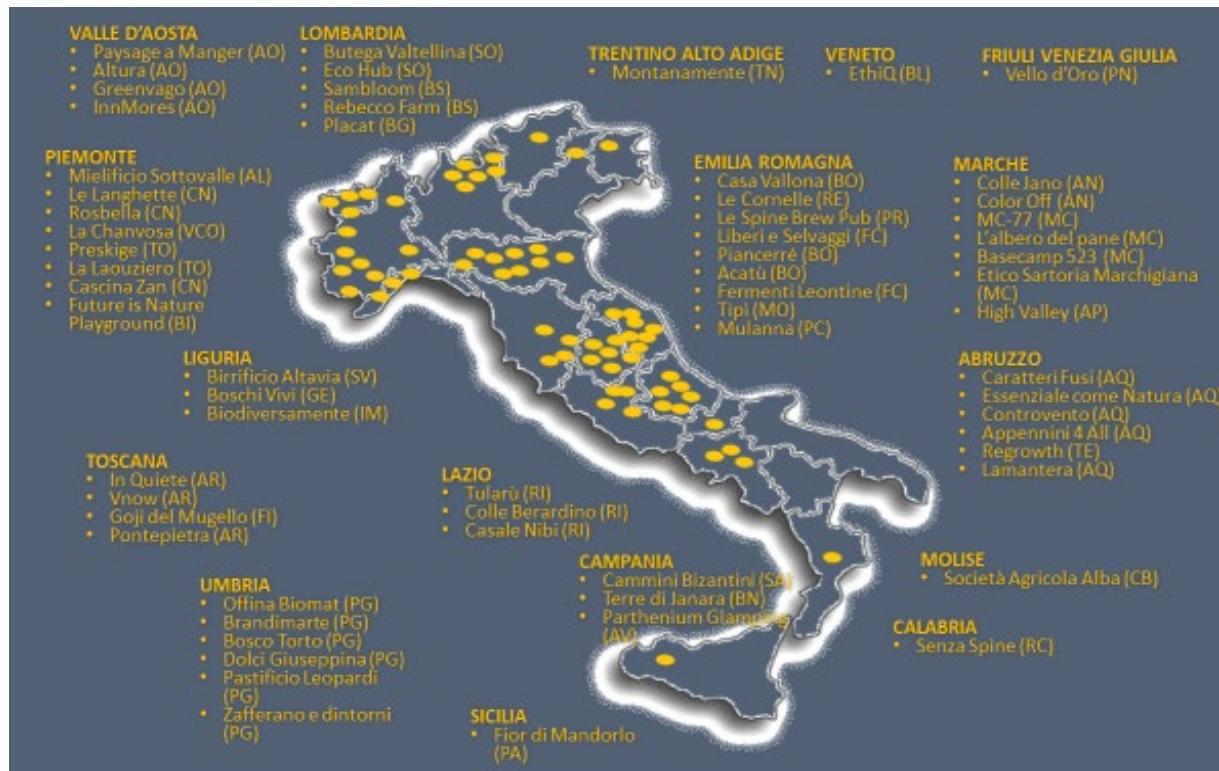 VALLE D'AOSTA
• Paysage a Manger (AO)
• Altura (AO)
• Greenvago (AO)
• InnMores (AO)
LOMBARDIA
• Butega Valtellina (SO)
• Eco Hub (SO)
• Sambloom (BS)
• Rebecco Farm (BS)
• Placat (BG)
TRENTINO ALTO ADIGE
• Montanamente (TN)
VENETO
• EthiQ (BL)
FRIULI VENEZIA GIULIA
• Vello d'Oro (PN)
PIEMONTE
• Mielificio Sottovalle (AL)
• Le Langhette (CN)
• Rosbella (CN)
• La Chanvosa (VCO)
• Preskige (TO)
• La Laouziero (TO)
• Cascina Zan (CN)
• Future is Nature
Playground (BI)
EMILIA ROMAGNA
• Casa Vallona (BO)
• Le Cornelle (RE)
• Le Spine Brew Pub (PR)
• Liberi e Selvaggi (FC)
• Piancerré (BO)
• Acatù (BO)
• Fermenti Leontine (FC)
• Tipì (MO)
• Mulanna (PC)
MARCHE
• Colle Jano (AN)
• Color Off (AN)
• MC-77 (MC)
• L'albero del pane (MC)
• Basecamp 523 (MC)
• Etico Sartoria Marchigiana
(MC)
• High Valley (AP)
LIGURIA
• Birrificio Altavia (SV)
• Boschi Vivi (GE)
• Biodiversamente (IM)
ABRUZZO
• Caratteri Fusi (AQ)
• Essenziale come Natura (AQ)
• Controvento (AQ)
• Appennini 4 All (AQ)
• Regrowth (TE)
• Lamantera (AQ)
TOSCANA
• In Quiete (AR)
• Vnow (AR)
• Goji del Mugello (FI)
• Pontepietra (AR)
LAZIO
• Tularù (RI)
• Colle Berardino (RI)
• Casale Nibi (RI)
MOLISE
• Società Agricola Alba (CB)
CAMPANIA
• Cammini Bizantini (SA)
• Terre di Janara (BN)
• Parthenium Glamping
(AV)
UMBRIA
• Offina Biomat (PG)
• Brandimarte (PG)
• Bosco Torto (PG)
• Dolci Giuseppina (PG)
• Pastificio Leopardi
(PG)
• Zafferano e dintorni
(PG)
CALABRIA
• Senza Spine (RC)
SICILIA
• Fior di Mandorlo
(PA)